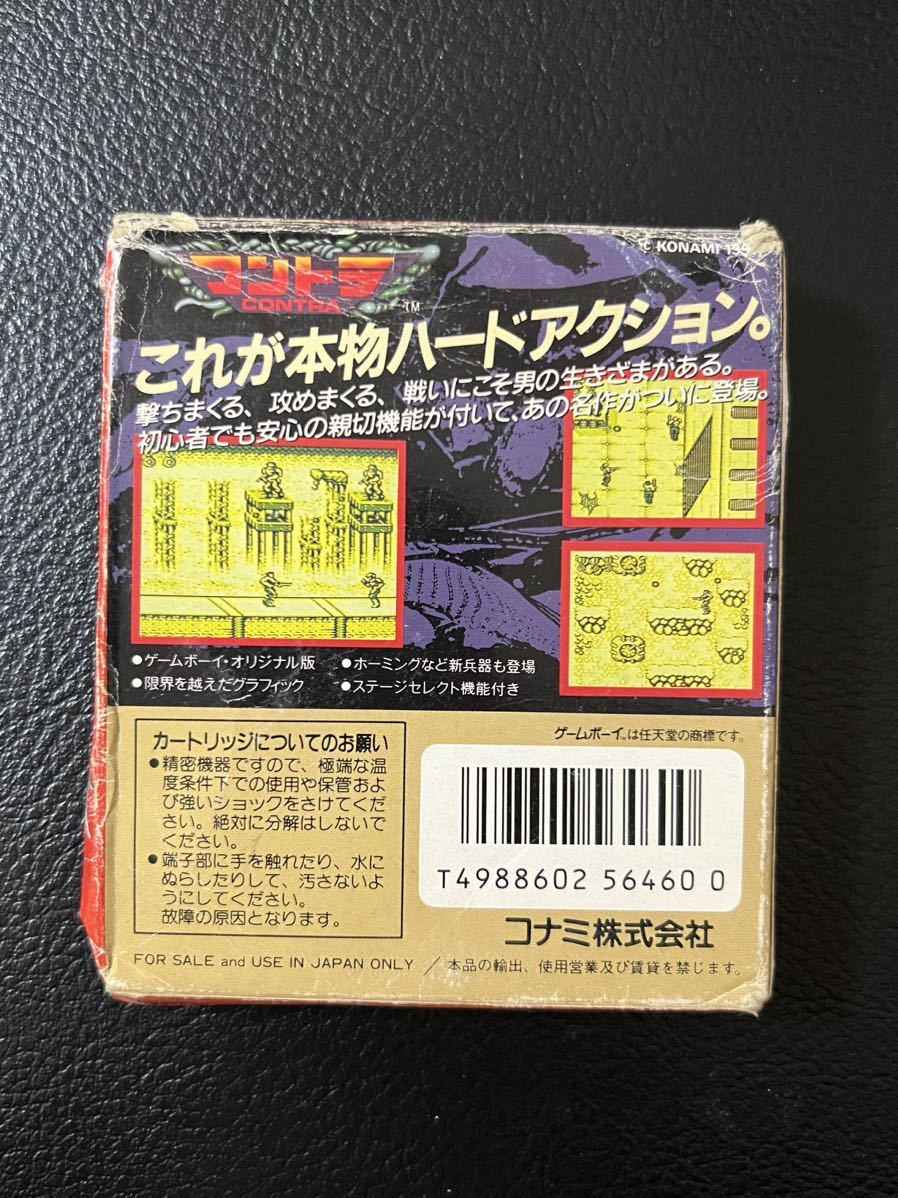 © KONAMI 19
コントラ
CONTRA
TM
これが本物ハードアクション。
撃ちまくる、攻めまくる、戦いにこそ男の生きざまがある。
初心者でも安心の親切機能が付いて、あの名作がついに登場。
●ゲームボーイ・オリジナル版
●ホーミングなど新兵器も登場
●限界を越えたグラフィック
●ステージセレクト機能付き
カートリッジについてのお願い
●精密機器ですので、極端な温
度条件下での使用や保管およ
び強いショックをさけてくだ
さい。絶対に分解はしないで
ください。
●端子部に手を触れたり、水に
ぬらしたりして、汚さないよ
うにしてください。
故障の原因となります。
ゲームボーイ™は任天堂の商標です。
T4988602 56460 0
コナミ株式会社
FOR SALE and USE IN JAPAN ONLY / 本品の輸出、使用営業及び賃貸を禁じます。